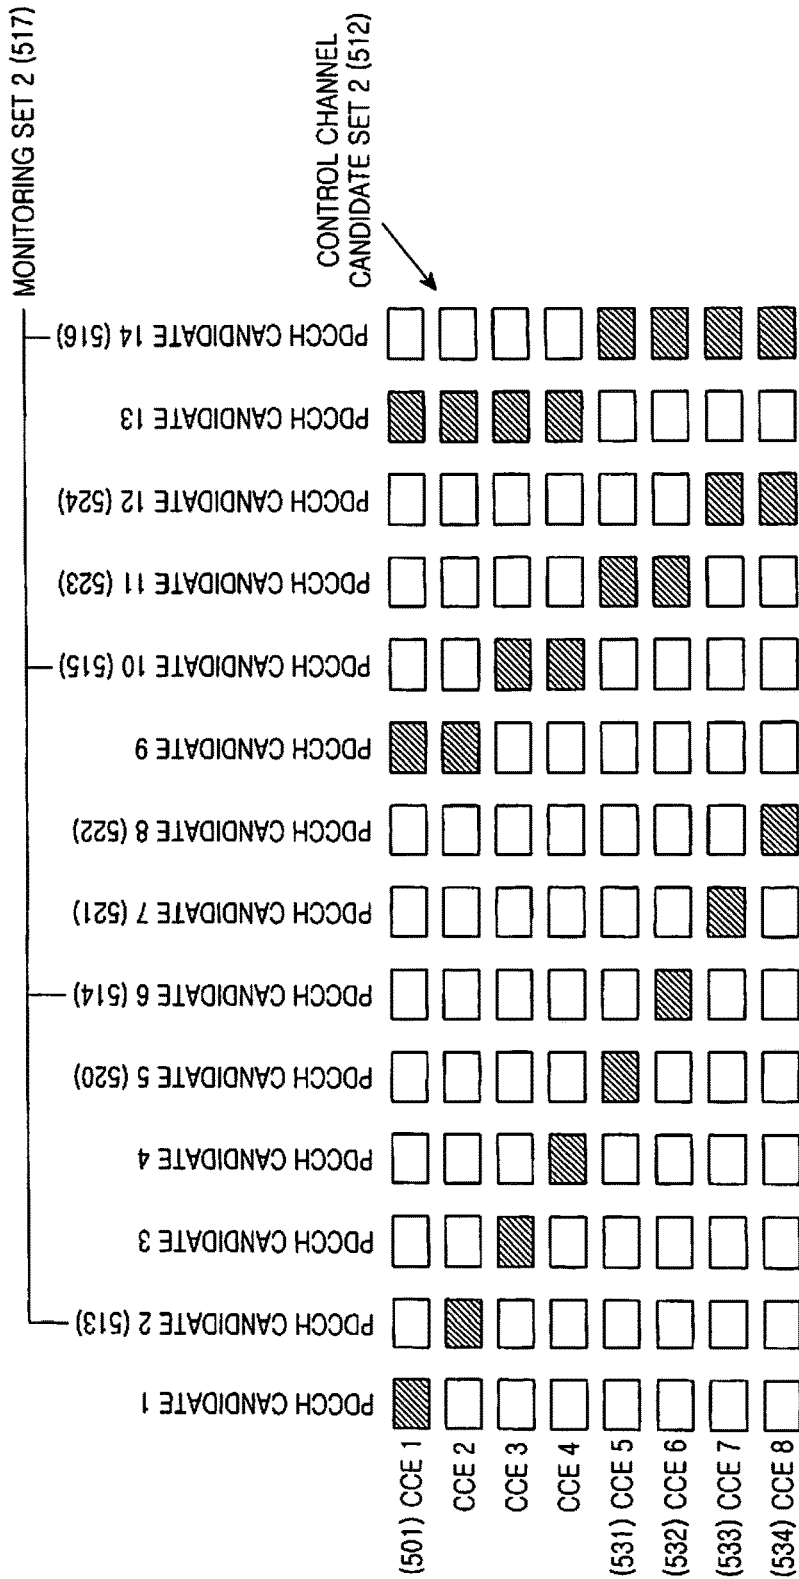 MONITORING SET 2 (517)
CONTROL CHANNEL
CANDIDATE SET 2 (512)
PDCCH CANDIDATE 1
PDCCH CANDIDATE 2 (513)
PDCCH CANDIDATE 3
PDCCH CANDIDATE 4
PDCCH CANDIDATE 5 (520)
PDCCH CANDIDATE 6 (514)
PDCCH CANDIDATE 7 (521)
PDCCH CANDIDATE 8 (522)
PDCCH CANDIDATE 9
PDCCH CANDIDATE 10 (515)
PDCCH CANDIDATE 11 (523)
PDCCH CANDIDATE 12 (524)
PDCCH CANDIDATE 13
PDCCH CANDIDATE 14 (516)
(501) CCE 1
CCE 2
CCE 3
CCE 4
(531) CCE 5
(532) CCE 6
(533) CCE 7
(534) CCE 8